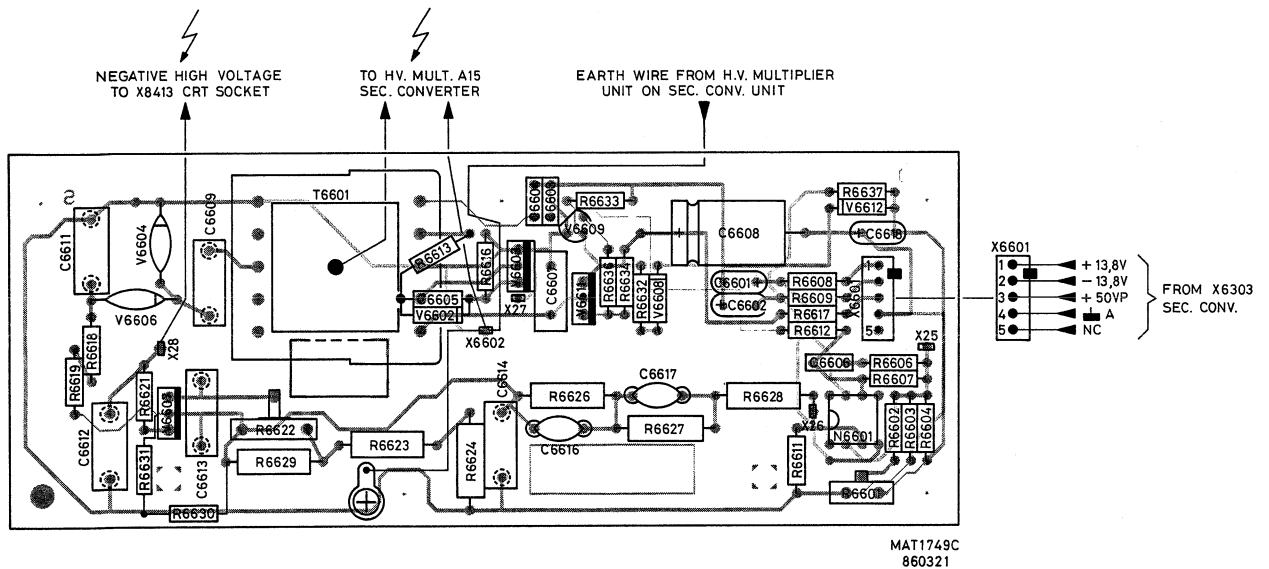 NEGATIVE HIGH VOLTAGE
TO X8413 CRT SOCKET
TO HV. MULT. A15
SEC. CONVERTER
EARTH WIRE FROM H.V. MULTIPLIER
UNIT ON SEC. CONV. UNIT
T6601
C6609
V6604
C6611
V6606
R6618
R6619
X28
R6621
V6603
C6612
R6631
C6613
R6622
R6629
R6630
R6623
R6624
C6614
R6613
R6616
C6605
V6602
X6602
X27
C6607
R6633
V6609
C6608
R6636
R6634
R6632
V6608
C6601
C6602
R6637
V6612
C6618
R6608
R6609
R6617
R6612
X6601
1
5
C6606
R6606
R6607
X25
R6626
C6617
R6628
C6616
R6627
X26
N6601
R6611
R6602
R6603
R6604
R6601
X6601
1 + 13,8V
2 − 13,8V
3 + 50VP
4 ⊥ A
5 NC
FROM X6303
SEC. CONV.
MAT1749C
860321